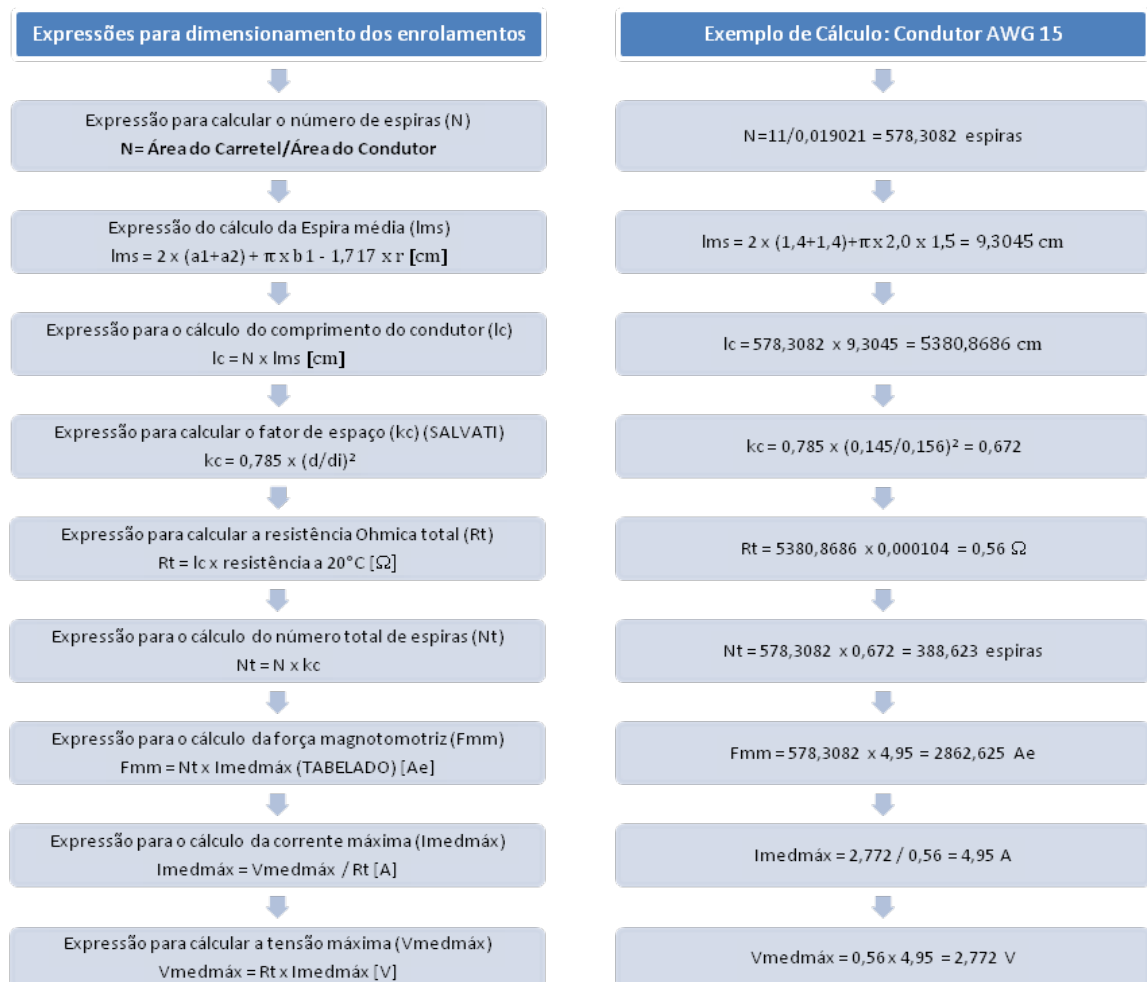 Expressões para dimensionamento dos enrolamentos
Expressão para calcular o número de espiras (N)
N= Área do Carretel/Área do Condutor
Expressão do cálculo da Espira média (lms)
lms = 2 x (a1+a2) + π x b1 - 1,717 x r [cm]
Expressão para o cálculo do comprimento do condutor (lc)
lc = N x lms [cm]
Expressão para calcular o fator de espaço (kc) (SALVATI)
kc = 0,785 x (d/di)²
Expressão para calcular a resistência Ohmica total (Rt)
Rt = lc x resistência a 20°C [Ω]
Expressão para o cálculo do número total de espiras (Nt)
Nt = N x kc
Expressão para o cálculo da força magnotomotriz (Fmm)
Fmm = Nt x Imedmáx (TABELADO) [Ae]
Expressão para o cálculo da corrente máxima (Imedmáx)
Imedmáx = Vmedmáx / Rt [A]
Expressão para cálcular a tensão máxima (Vmedmáx)
Vmedmáx = Rt x Imedmáx [V]
Exemplo de Cálculo: Condutor AWG 15
N=11/0,019021 = 578,3082 espiras
lms = 2 x (1,4+1,4)+π x 2,0 x 1,5 = 9,3045 cm
lc = 578,3082 x 9,3045 = 5380,8686 cm
kc = 0,785 x (0,145/0,156)² = 0,672
Rt = 5380,8686 x 0,000104 = 0,56 Ω
Nt = 578,3082 x 0,672 = 388,623 espiras
Fmm = 578,3082 x 4,95 = 2862,625 Ae
Imedmáx = 2,772 / 0,56 = 4,95 A
Vmedmáx = 0,56 x 4,95 = 2,772 V